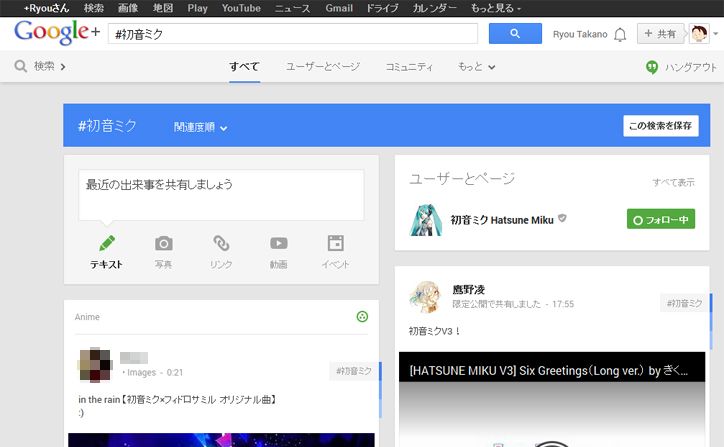 +Ryouさん 検索 画像 地図 Play YouTube ニュース Gmail ドライブ カレンダー もっと見る
Google+ #初音ミク Ryou Takano + 共有
検索 すべて ユーザーとページ コミュニティ もっと ハングアウト
#初音ミク 関連度順 この検索を保存
最近の出来事を共有しましょう
テキスト 写真 リンク 動画 イベント
Anime
・Images - 0:21 #初音ミク
in the rain【初音ミク×フィドロサミル オリジナル曲】
:)
ユーザーとページ すべて表示
初音ミク Hatsune Miku フォロー中
鷹野凌
限定公開で共有しました - 17:55 #初音ミク
初音ミクV3！
[HATSUNE MIKU V3] Six Greetings（Long ver.） by ぎく...